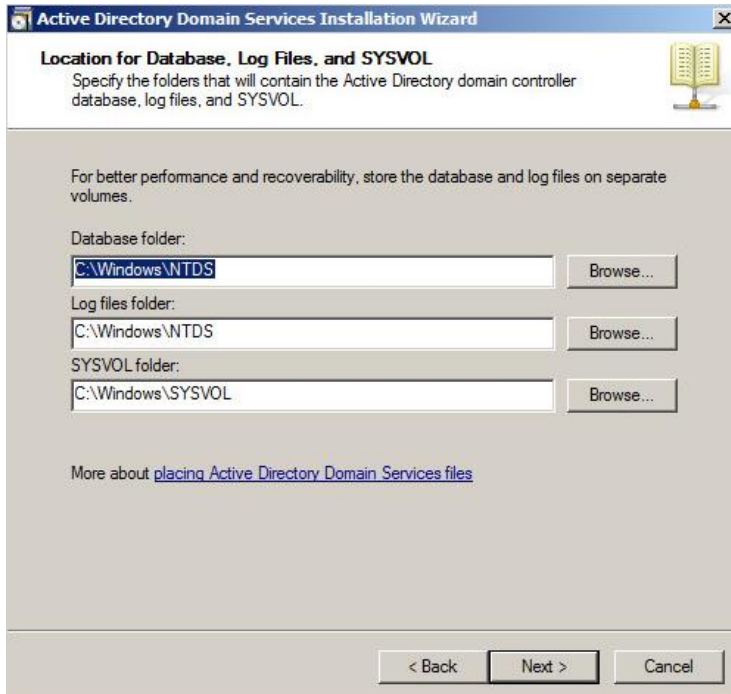 Active Directory Domain Services Installation Wizard
Location for Database, Log Files, and SYSVOL
Specify the folders that will contain the Active Directory domain controller
database, log files, and SYSVOL.
For better performance and recoverability, store the database and log files on separate
volumes.
Database folder:
C:\Windows\NTDS
Browse...
Log files folder:
C:\Windows\NTDS
Browse...
SYSVOL folder:
C:\Windows\SYSVOL
Browse...
More about placing Active Directory Domain Services files
< Back Next > Cancel